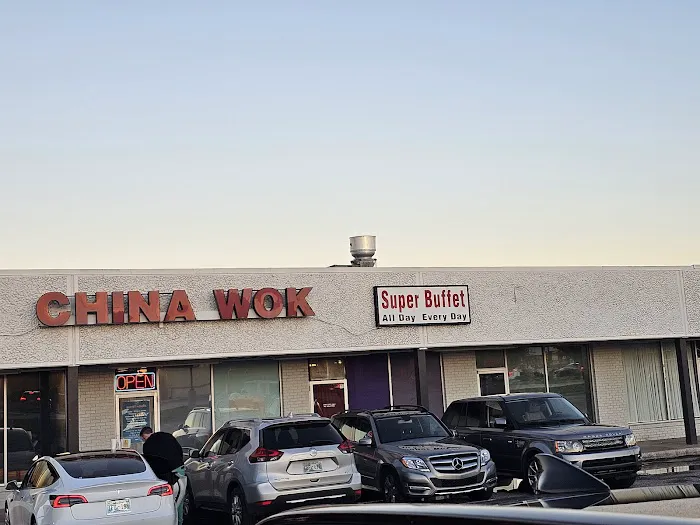 CHINA WOK
Super Buffet
All Day Every Day
OPEN